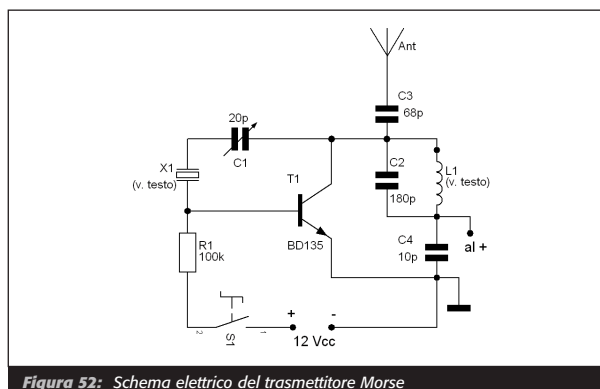 Ant
C3
68p
20p
C1
X1
(v. testo)
C2
180p
L1
(v. testo)
T1
BD135
R1
100k
C4
10p
al +
2
S1
1
+ -
12 Vcc
Figura 52: Schema elettrico del trasmettitore Morse